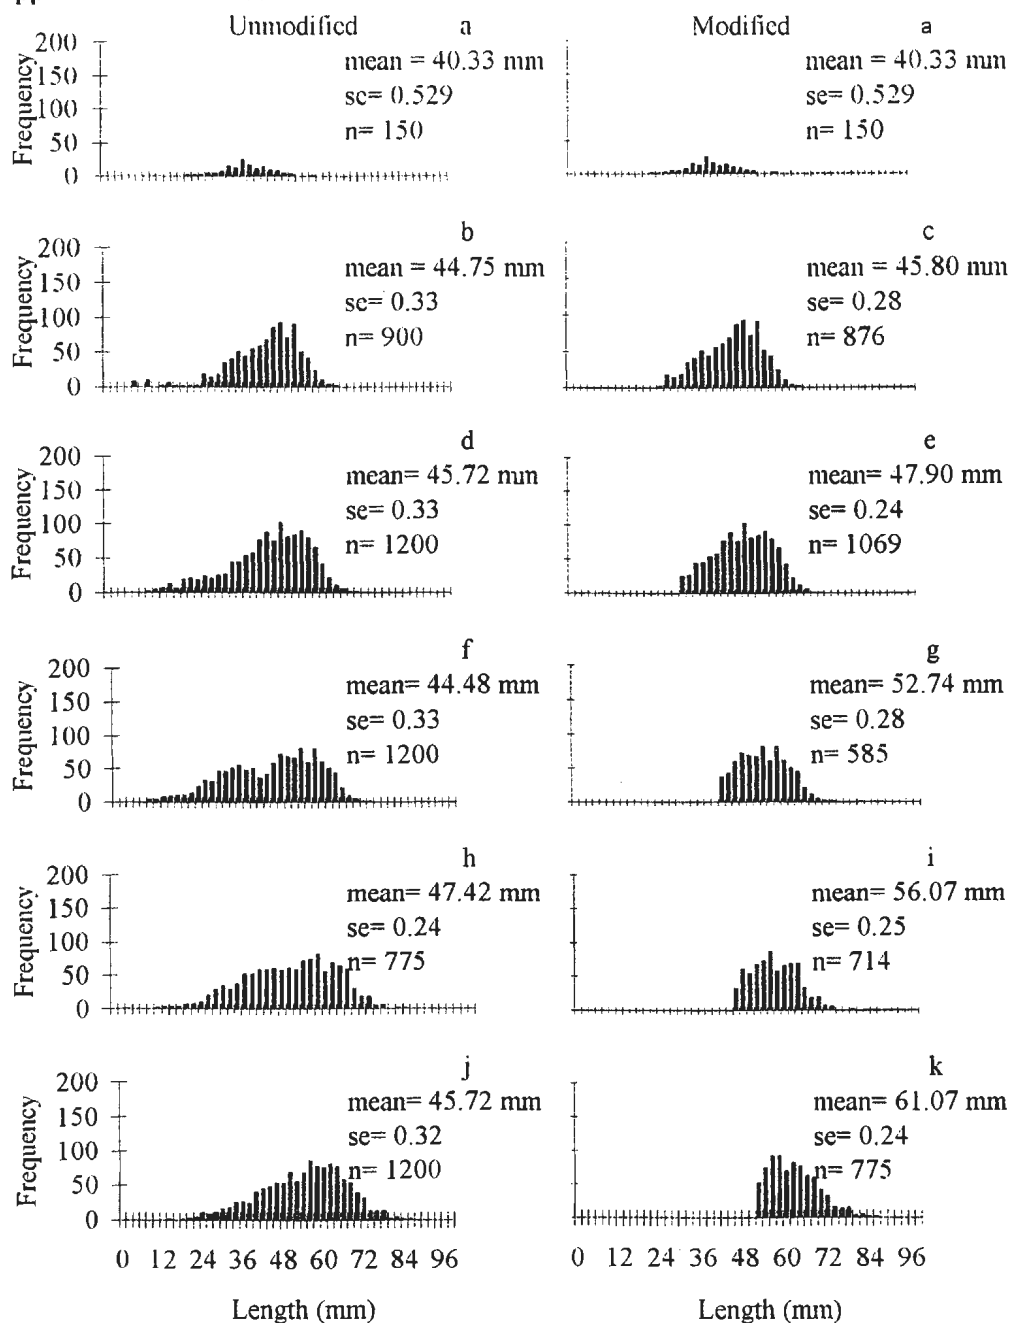 Unmodified a Modified a
200
150
100
50
0
Frequency
mean = 40.33 mm
se= 0.529
n= 150
mean = 40.33 mm
se= 0.529
n= 150
b
200
150
100
50
0
Frequency
mean = 44.75 mm
se= 0.33
n= 900
c
mean = 45.80 mm
se= 0.28
n= 876
d
200
150
100
50
0
Frequency
mean= 45.72 mm
se= 0.33
n= 1200
e
mean= 47.90 mm
se= 0.24
n= 1069
f
200
150
100
50
0
Frequency
mean= 44.48 mm
se= 0.33
n= 1200
g
mean= 52.74 mm
se= 0.28
n= 585
h
200
150
100
50
0
Frequency
mean= 47.42 mm
se= 0.24
n= 775
i
mean= 56.07 mm
se= 0.25
n= 714
j
200
150
100
50
0
Frequency
mean= 45.72 mm
se= 0.32
n= 1200
k
mean= 61.07 mm
se= 0.24
n= 775
0 12 24 36 48 60 72 84 96
0 12 24 36 48 60 72 84 96
Length (mm)
Length (mm)